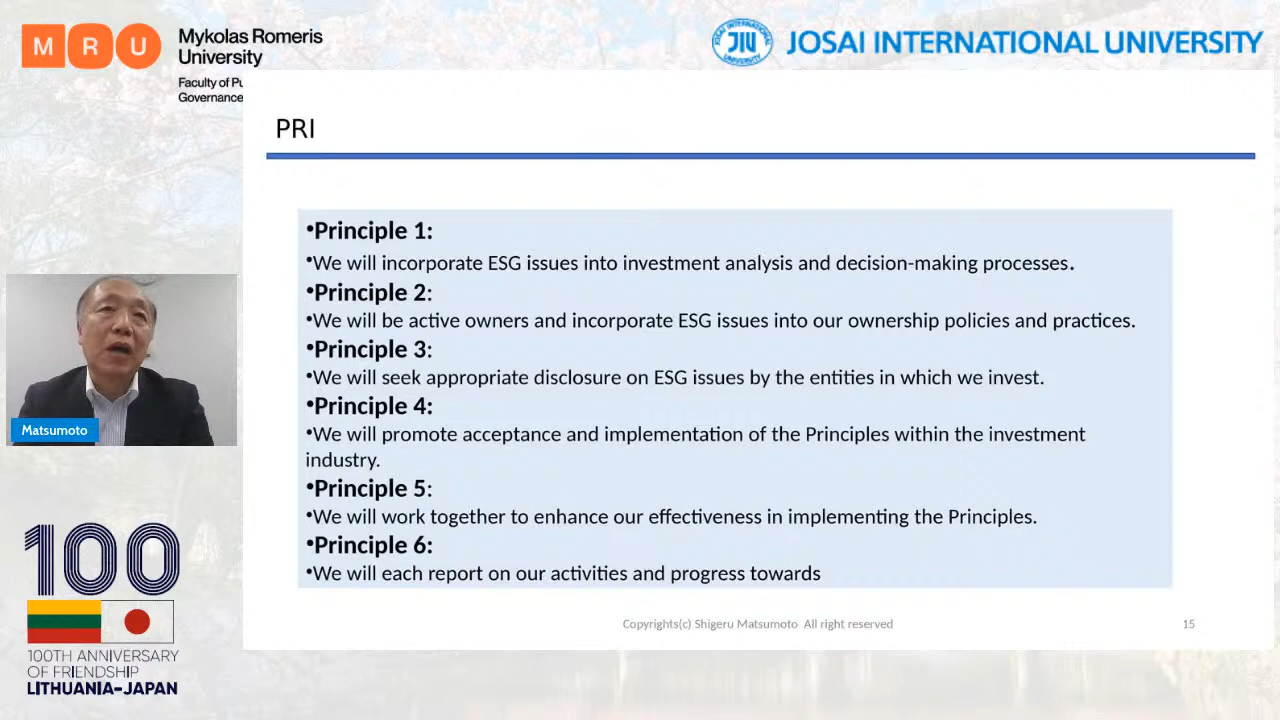 MRU
Mykolas Romeris
University
Faculty of Pu
Governance
JIU
JOSAI INTERNATIONAL UNIVERSITY
PRI
•Principle 1:
•We will incorporate ESG issues into investment analysis and decision-making processes.
•Principle 2:
•We will be active owners and incorporate ESG issues into our ownership policies and practices.
•Principle 3:
•We will seek appropriate disclosure on ESG issues by the entities in which we invest.
•Principle 4:
•We will promote acceptance and implementation of the Principles within the investment
industry.
•Principle 5:
•We will work together to enhance our effectiveness in implementing the Principles.
•Principle 6:
•We will each report on our activities and progress towards
Copyrights(c) Shigeru Matsumoto All right reserved
15
Matsumoto
100
100TH ANNIVERSARY
OF FRIENDSHIP
LITHUANIA–JAPAN